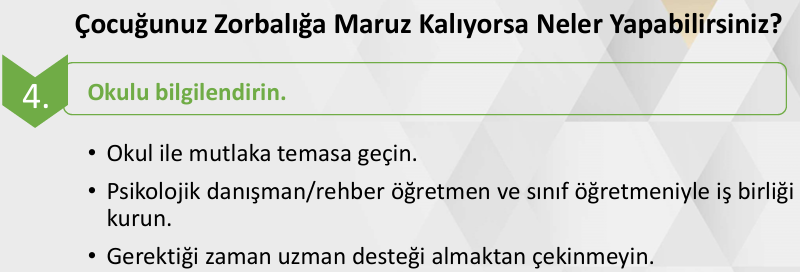 Çocuğunuz Zorbalığa Maruz Kalıyorsa Neler Yapabilirsiniz?
4.
Okulu bilgilendirin.
• Okul ile mutlaka temasa geçin.
• Psikolojik danışman/rehber öğretmen ve sınıf öğretmeniyle iş birliği
kurun.
• Gerektiği zaman uzman desteği almaktan çekinmeyin.